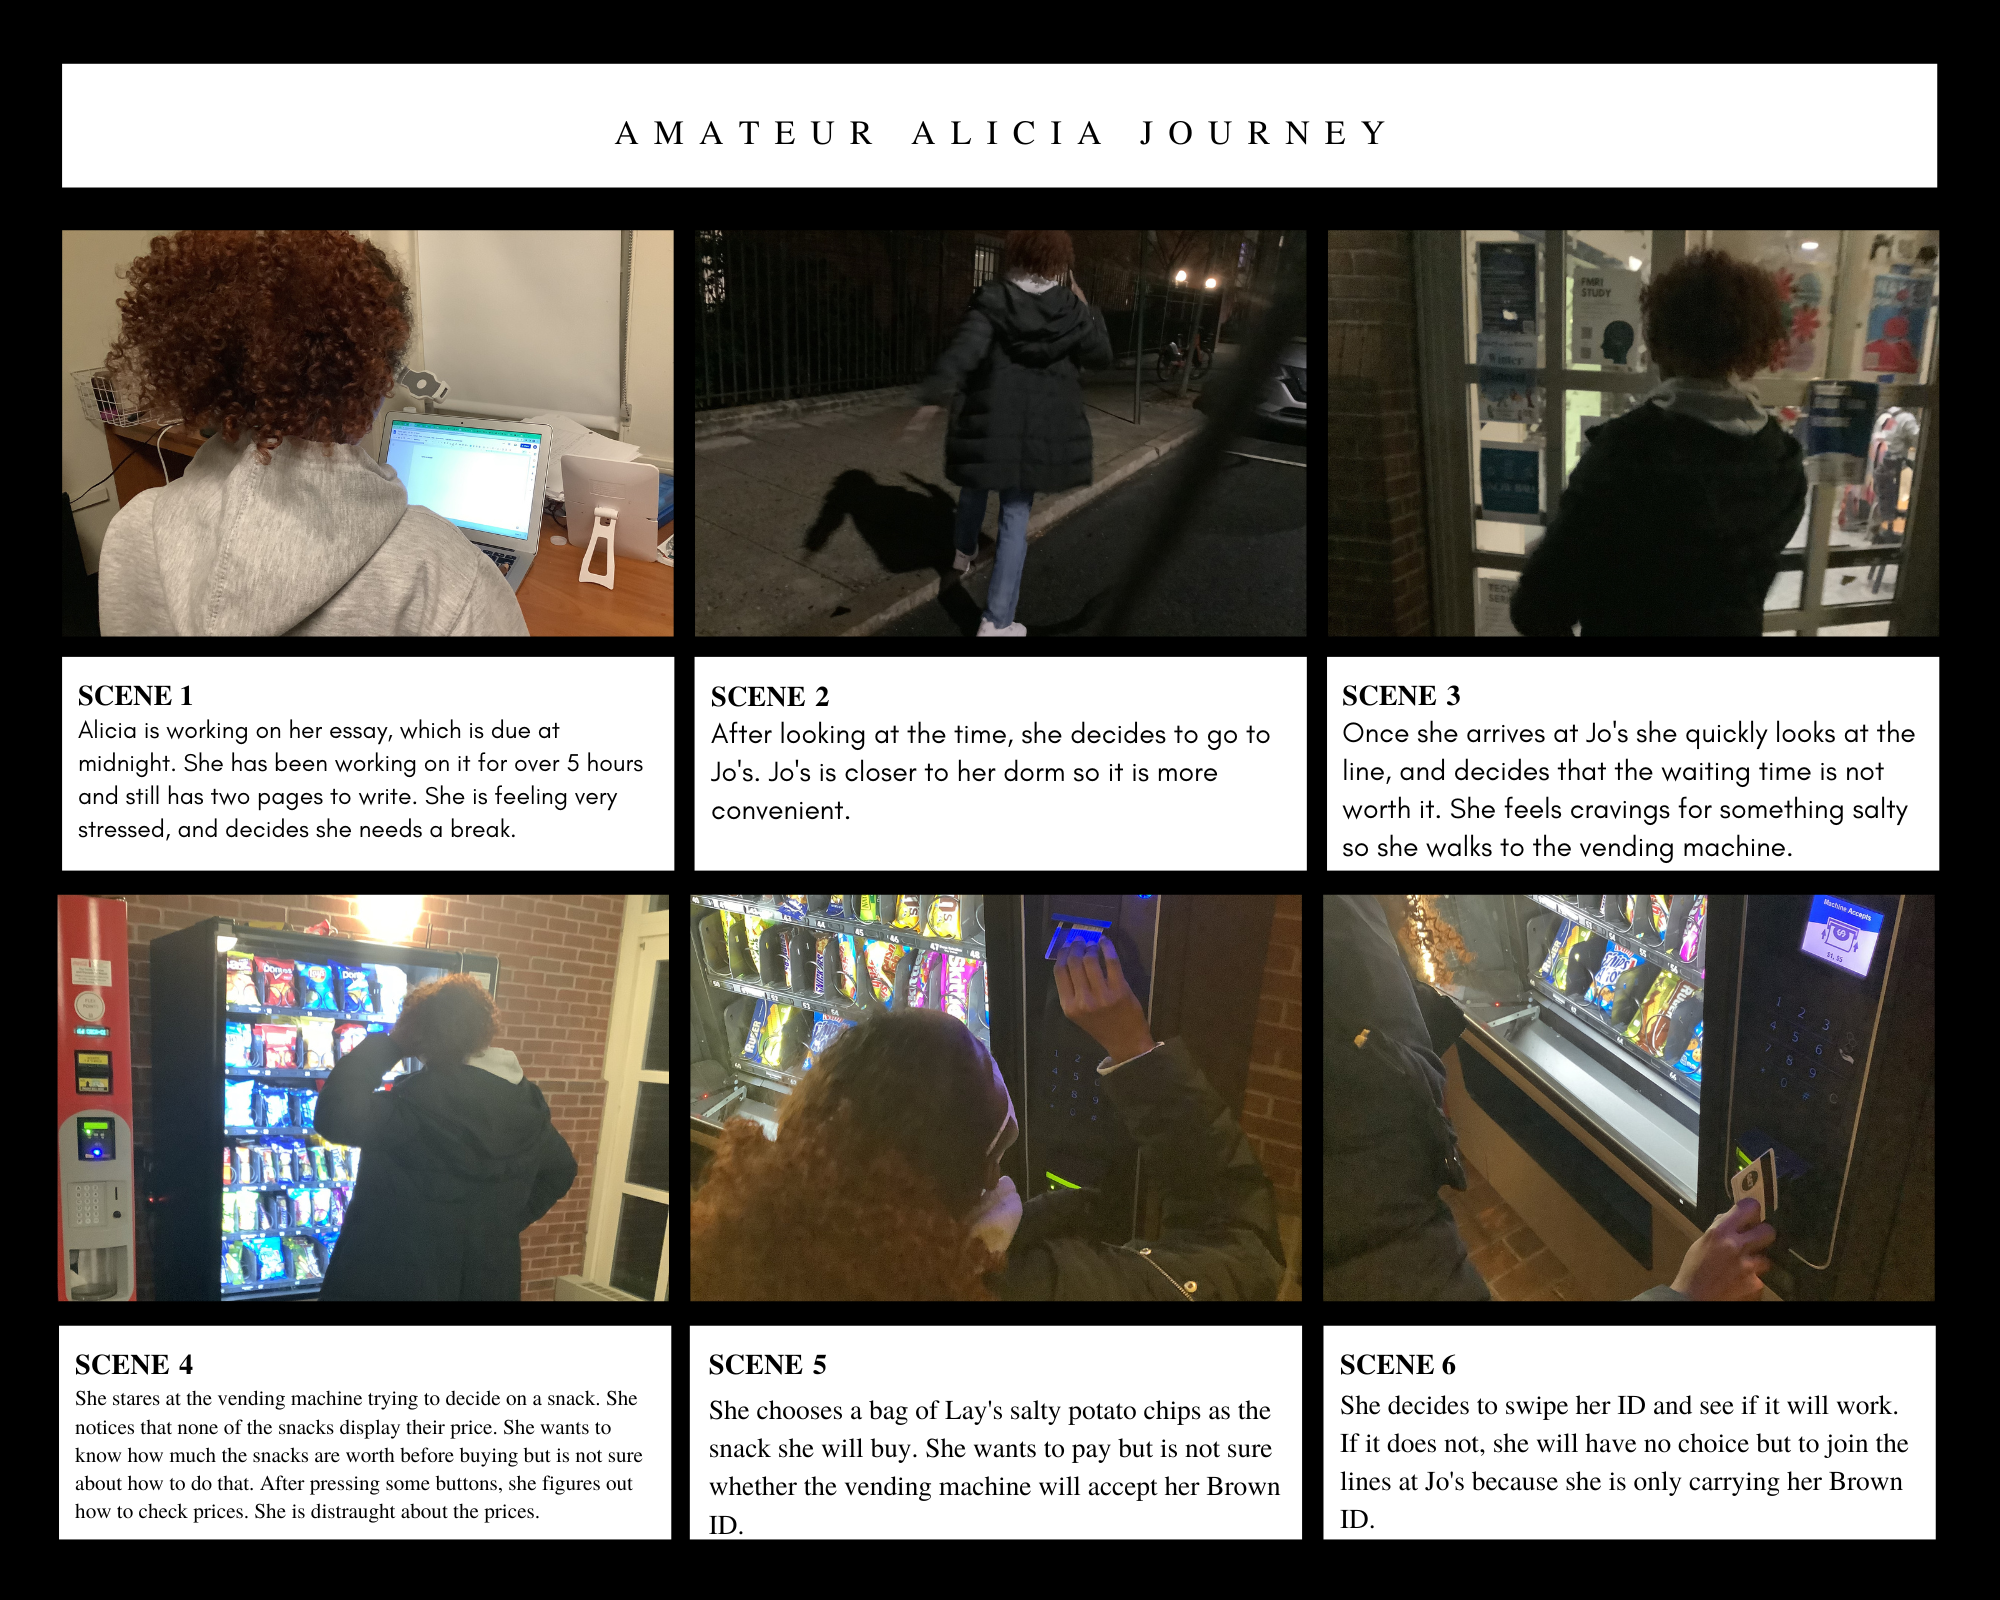 AMATEUR ALICIA JOURNEY
FMRI
STUDY
Winter
SCENE 1
Alicia is working on her essay, which is due at
midnight. She has been working on it for over 5 hours
and still has two pages to write. She is feeling very
stressed, and decides she needs a break.
SCENE 2
After looking at the time, she decides to go to
Jo's. Jo's is closer to her dorm so it is more
convenient.
SCENE 3
Once she arrives at Jo's she quickly looks at the
line, and decides that the waiting time is not
worth it. She feels cravings for something salty
so she walks to the vending machine.
Doritos
Machine Accepts
SCENE 4
She stares at the vending machine trying to decide on a snack. She
notices that none of the snacks display their price. She wants to
know how much the snacks are worth before buying but is not sure
about how to do that. After pressing some buttons, she figures out
how to check prices. She is distraught about the prices.
SCENE 5
She chooses a bag of Lay's salty potato chips as the
snack she will buy. She wants to pay but is not sure
whether the vending machine will accept her Brown
ID.
SCENE 6
She decides to swipe her ID and see if it will work.
If it does not, she will have no choice but to join the
lines at Jo's because she is only carrying her Brown
ID.